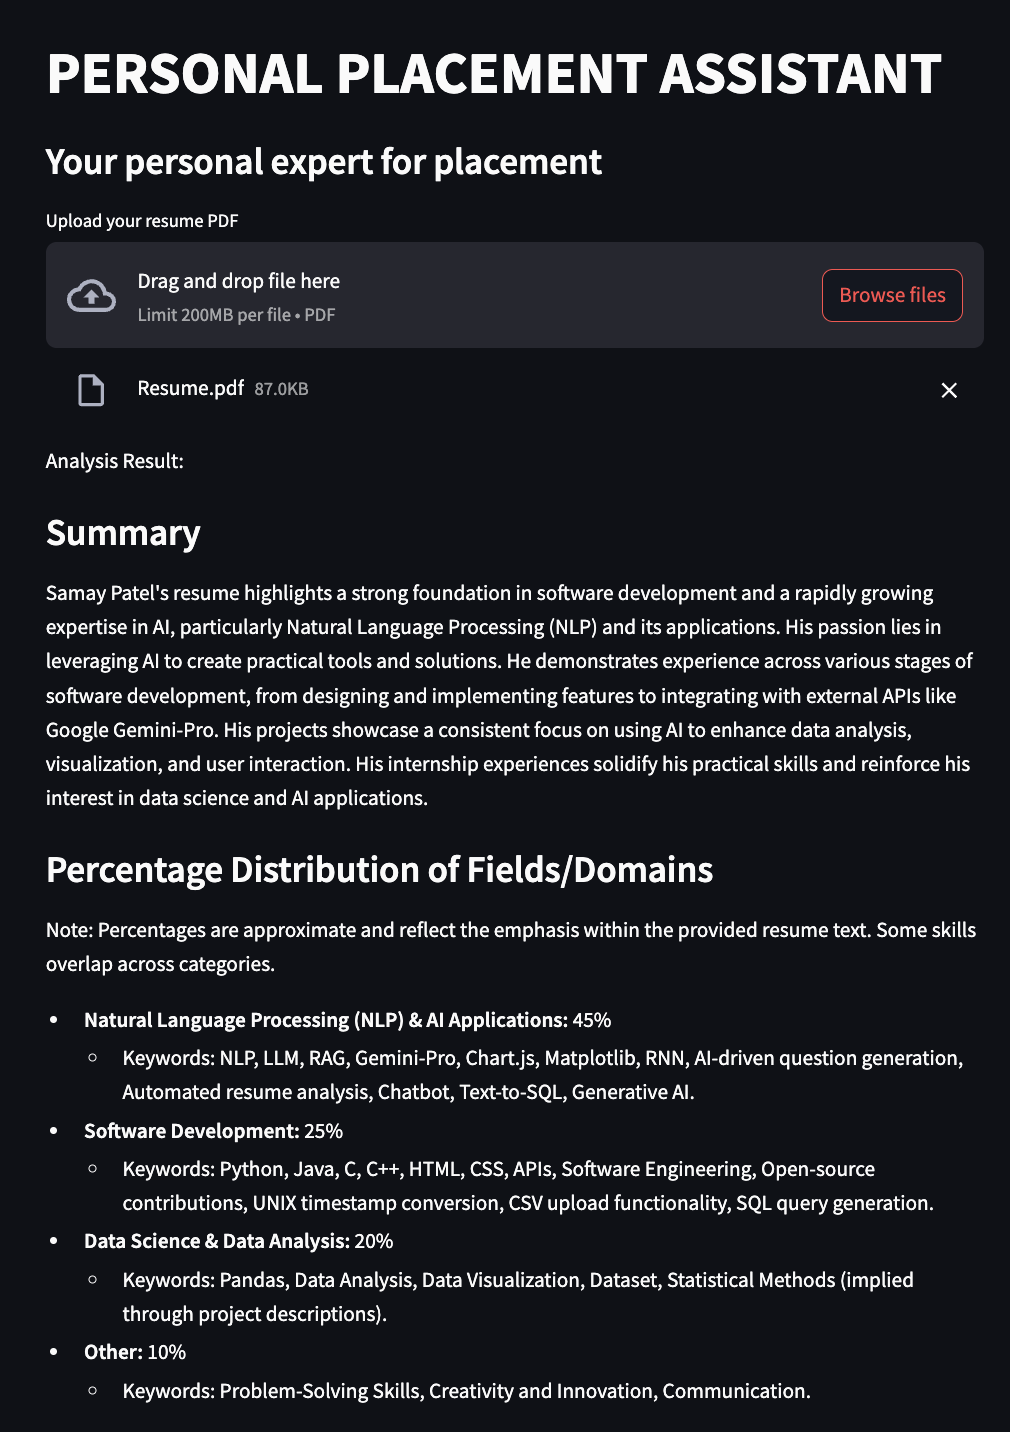 PERSONAL PLACEMENT ASSISTANT
Your personal expert for placement
Upload your resume PDF
Drag and drop file here
Limit 200MB per file • PDF
Browse files
Resume.pdf 87.0KB
Analysis Result:
Summary
Samay Patel's resume highlights a strong foundation in software development and a rapidly growing
expertise in AI, particularly Natural Language Processing (NLP) and its applications. His passion lies in
leveraging AI to create practical tools and solutions. He demonstrates experience across various stages of
software development, from designing and implementing features to integrating with external APIs like
Google Gemini-Pro. His projects showcase a consistent focus on using AI to enhance data analysis,
visualization, and user interaction. His internship experiences solidify his practical skills and reinforce his
interest in data science and AI applications.
Percentage Distribution of Fields/Domains
Note: Percentages are approximate and reflect the emphasis within the provided resume text. Some skills
overlap across categories.
• Natural Language Processing (NLP) & AI Applications: 45%
◦ Keywords: NLP, LLM, RAG, Gemini-Pro, Chart.js, Matplotlib, RNN, AI-driven question generation,
Automated resume analysis, Chatbot, Text-to-SQL, Generative AI.
• Software Development: 25%
◦ Keywords: Python, Java, C, C++, HTML, CSS, APIs, Software Engineering, Open-source
contributions, UNIX timestamp conversion, CSV upload functionality, SQL query generation.
• Data Science & Data Analysis: 20%
◦ Keywords: Pandas, Data Analysis, Data Visualization, Dataset, Statistical Methods (implied
through project descriptions).
• Other: 10%
◦ Keywords: Problem-Solving Skills, Creativity and Innovation, Communication.